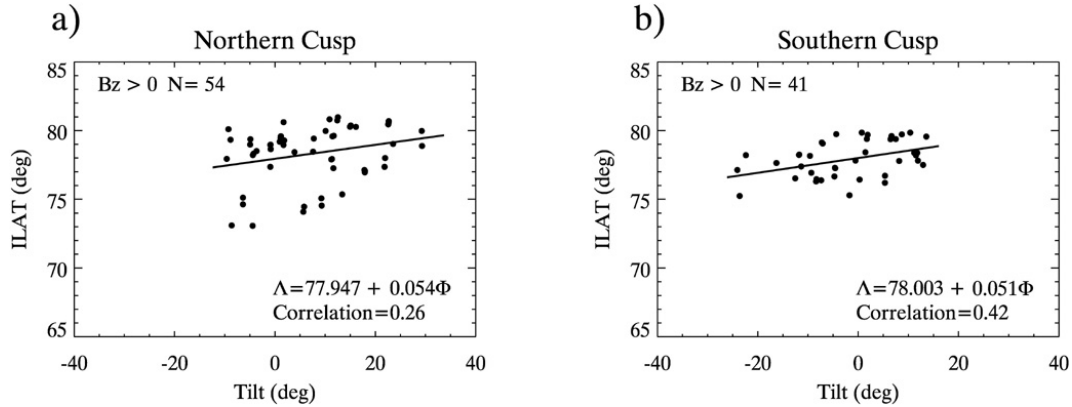 a)
Northern Cusp
85
80
75
70
65
ILAT (deg)
Bz > 0 N= 54
Λ=77.947 + 0.054Φ
Correlation=0.26
-40 -20 0 20 40
Tilt (deg)
b)
Southern Cusp
85
80
75
70
65
ILAT (deg)
Bz > 0 N= 41
Λ=78.003 + 0.051Φ
Correlation=0.42
-40 -20 0 20 40
Tilt (deg)